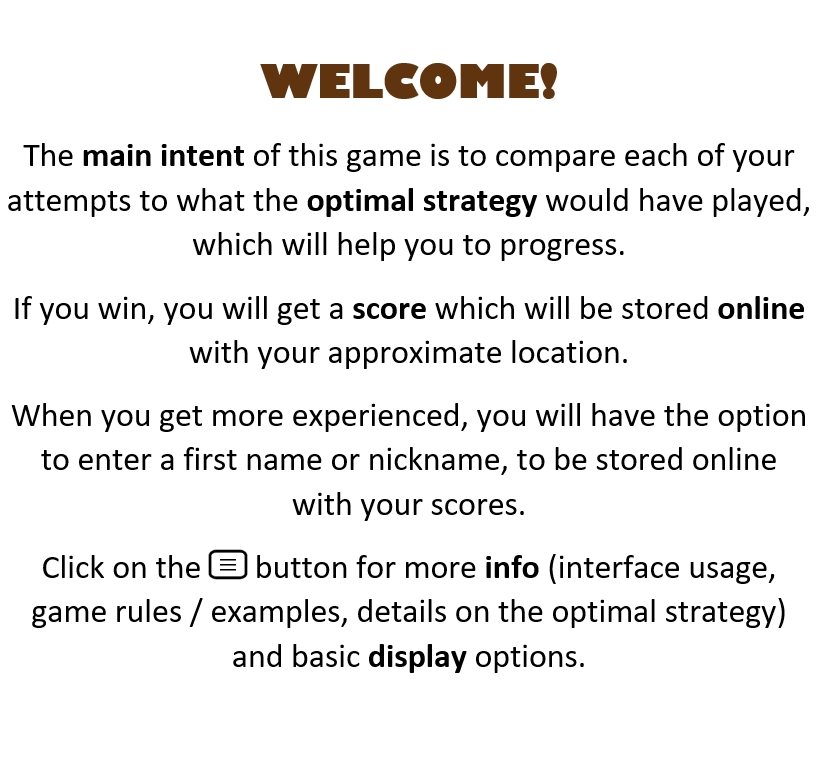 WELCOME!
The main intent of this game is to compare each of your
attempts to what the optimal strategy would have played,
which will help you to progress.
If you win, you will get a score which will be stored online
with your approximate location.
When you get more experienced, you will have the option
to enter a first name or nickname, to be stored online
with your scores.
Click on the button for more info (interface usage,
game rules / examples, details on the optimal strategy)
and basic display options.